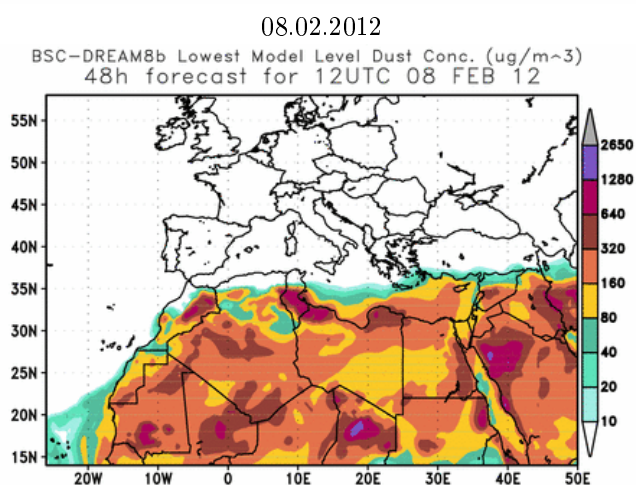 08.02.2012
BSC-DREAM8b Lowest Model Level Dust Conc. (ug/m^3)
48h forecast for 12UTC 08 FEB 12
55N
50N
45N
40N
35N
30N
25N
20N
15N
20W
10W
0
10E
20E
30E
40E
50E
2650
1280
640
320
160
80
40
20
10